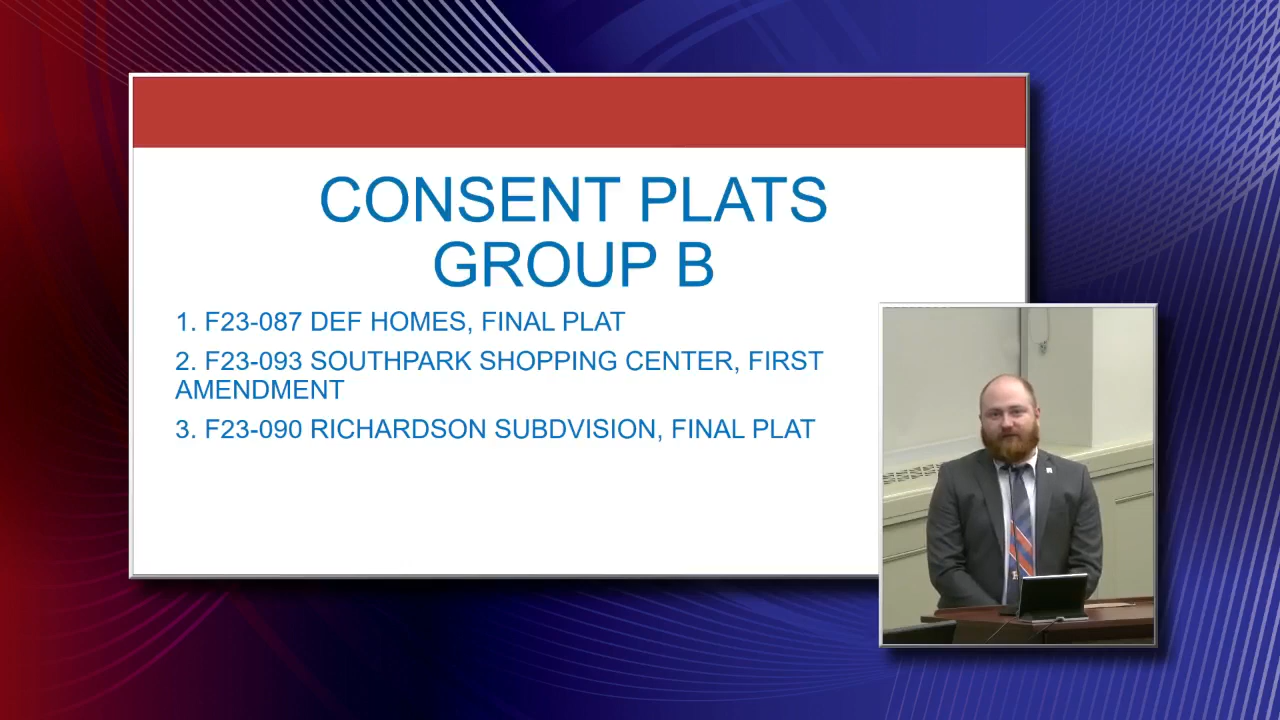 CONSENT PLATS
GROUP B
1. F23-087 DEF HOMES, FINAL PLAT
2. F23-093 SOUTHPARK SHOPPING CENTER, FIRST
AMENDMENT
3. F23-090 RICHARDSON SUBDVISION, FINAL PLAT